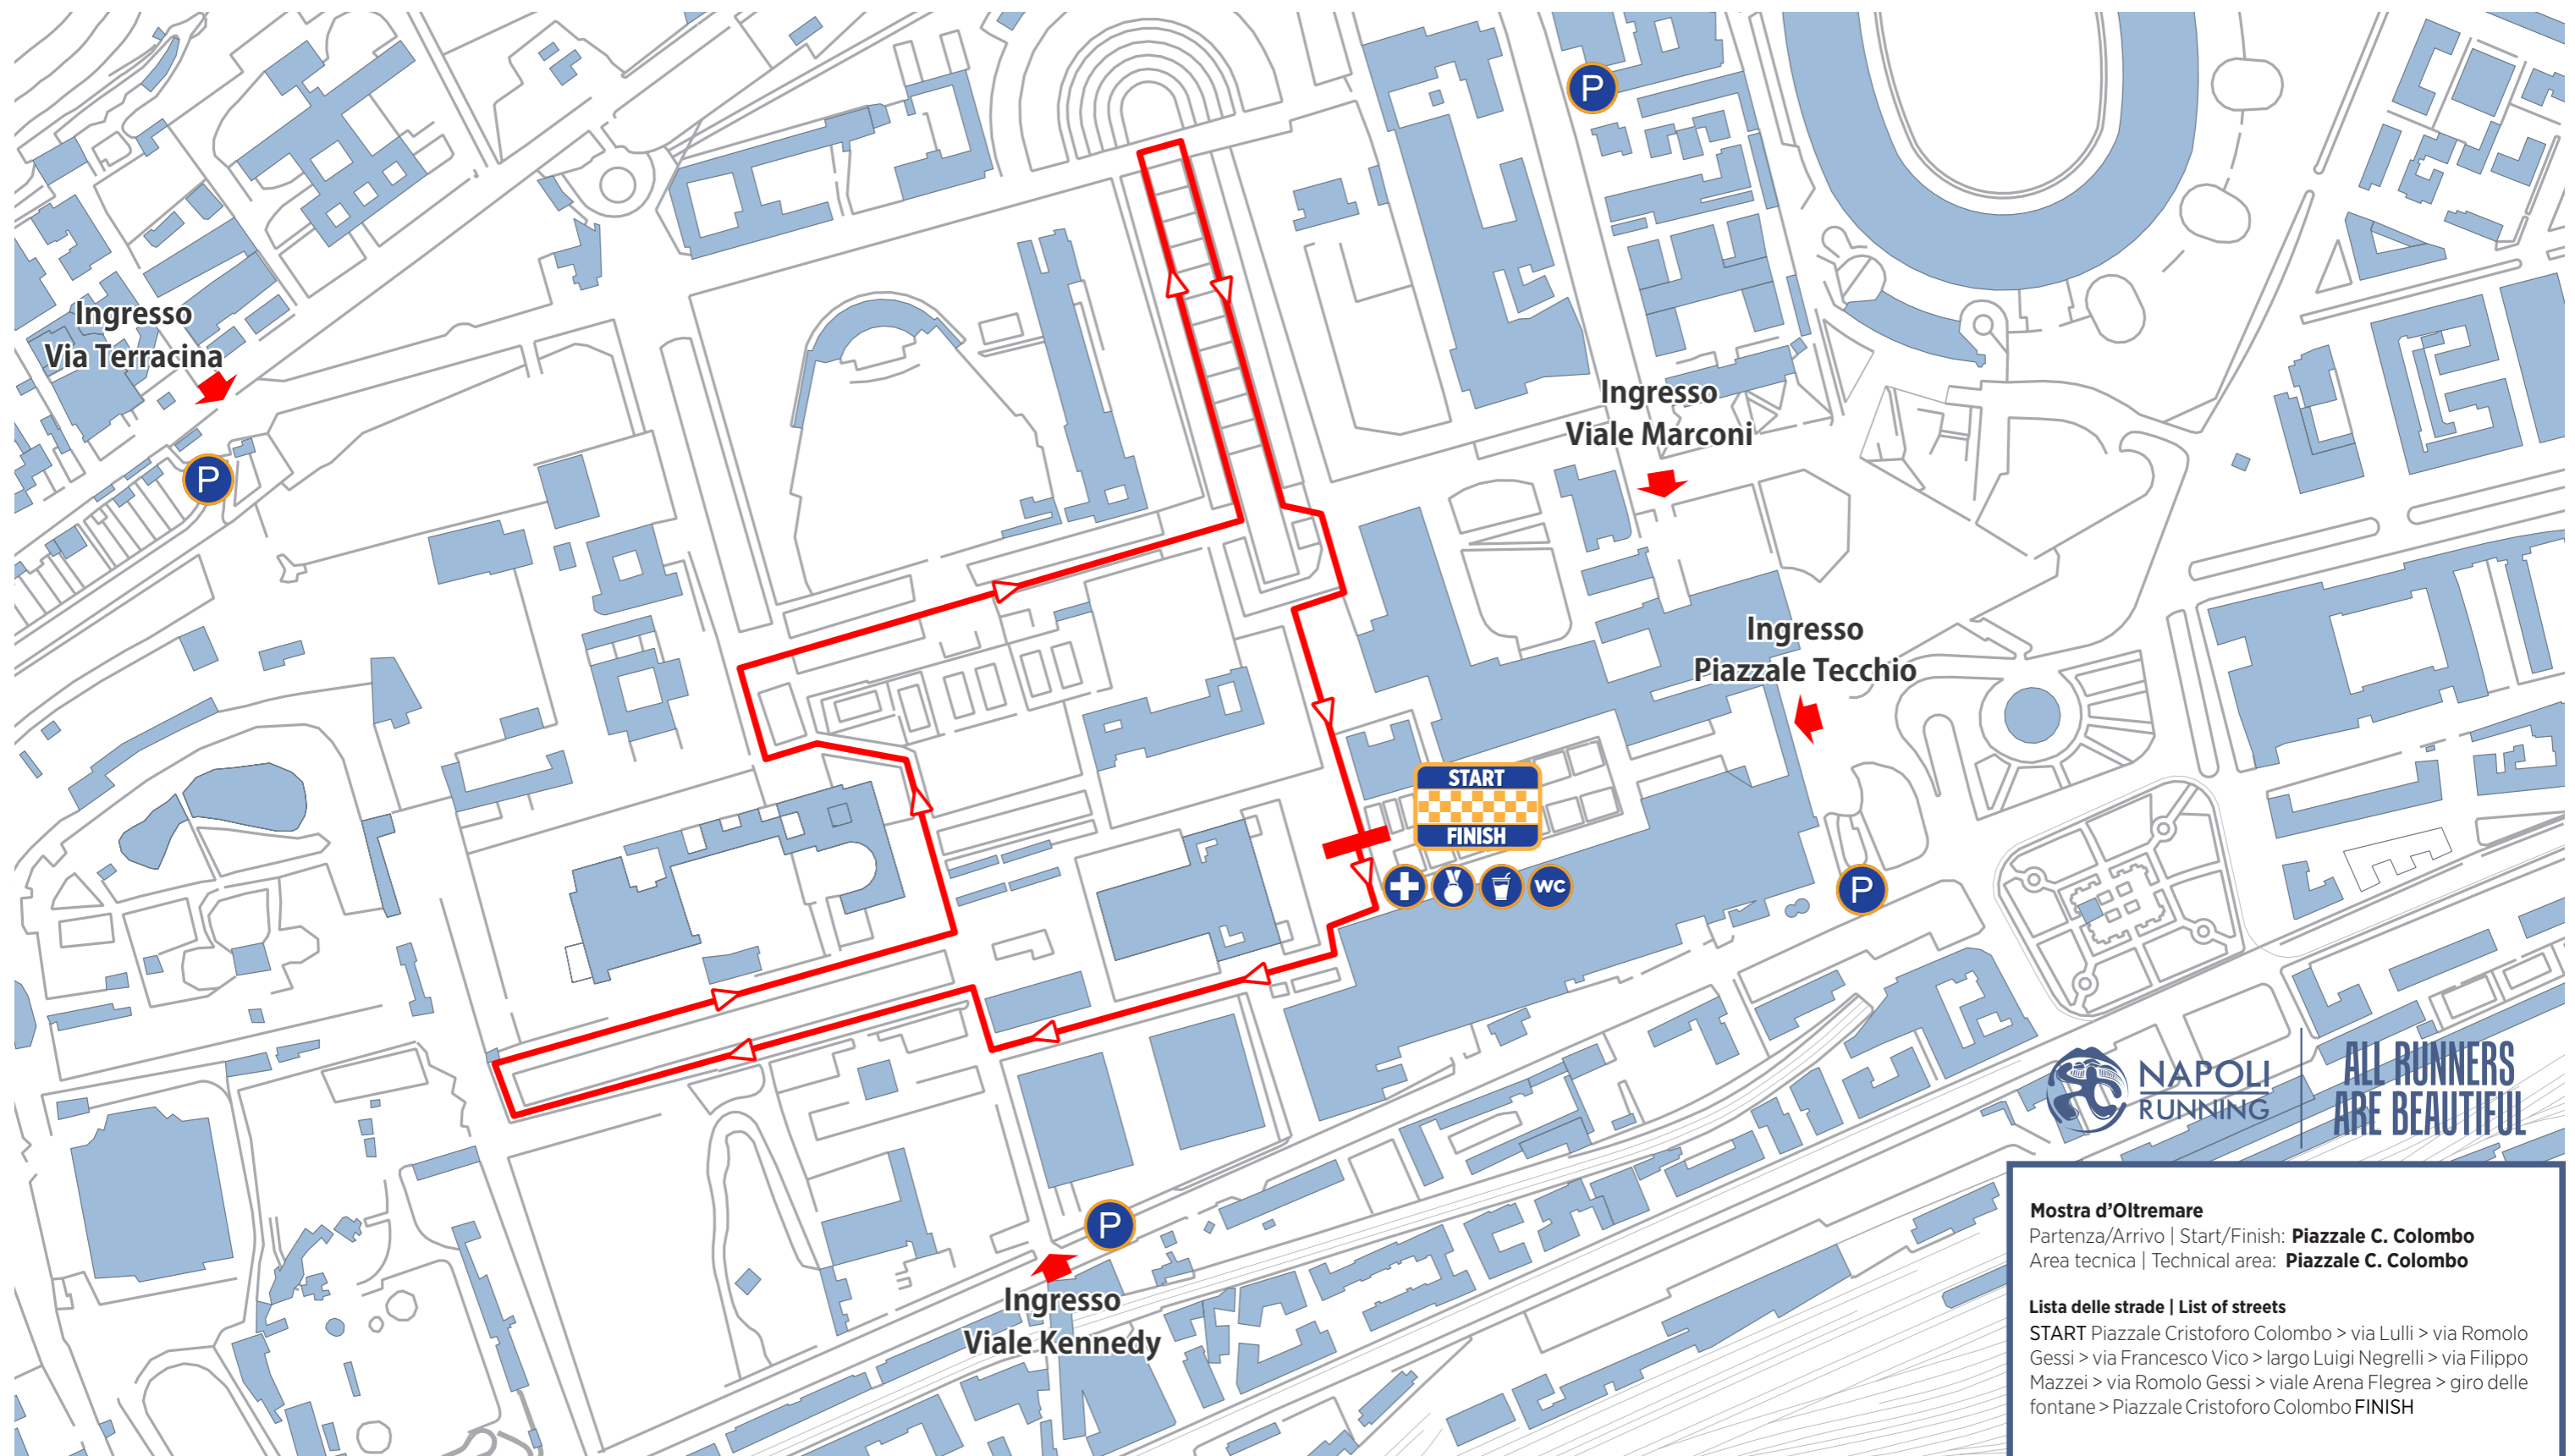 P
Ingresso
Via Terracina
P
Ingresso
Viale Marconi
Ingresso
Piazzale Tecchio
START
FINISH
WC
P
NAPOLI
RUNNING
ALL RUNNERS
ARE BEAUTIFUL
P
Ingresso
Viale Kennedy
Mostra d'Oltremare
Partenza/Arrivo | Start/Finish: Piazzale C. Colombo
Area tecnica | Technical area: Piazzale C. Colombo
Lista delle strade | List of streets
START Piazzale Cristoforo Colombo > via Lulli > via Romolo
Gessi > via Francesco Vico > largo Luigi Negrelli > via Filippo
Mazzei > via Romolo Gessi > viale Arena Flegrea > giro delle
fontane > Piazzale Cristoforo Colombo FINISH